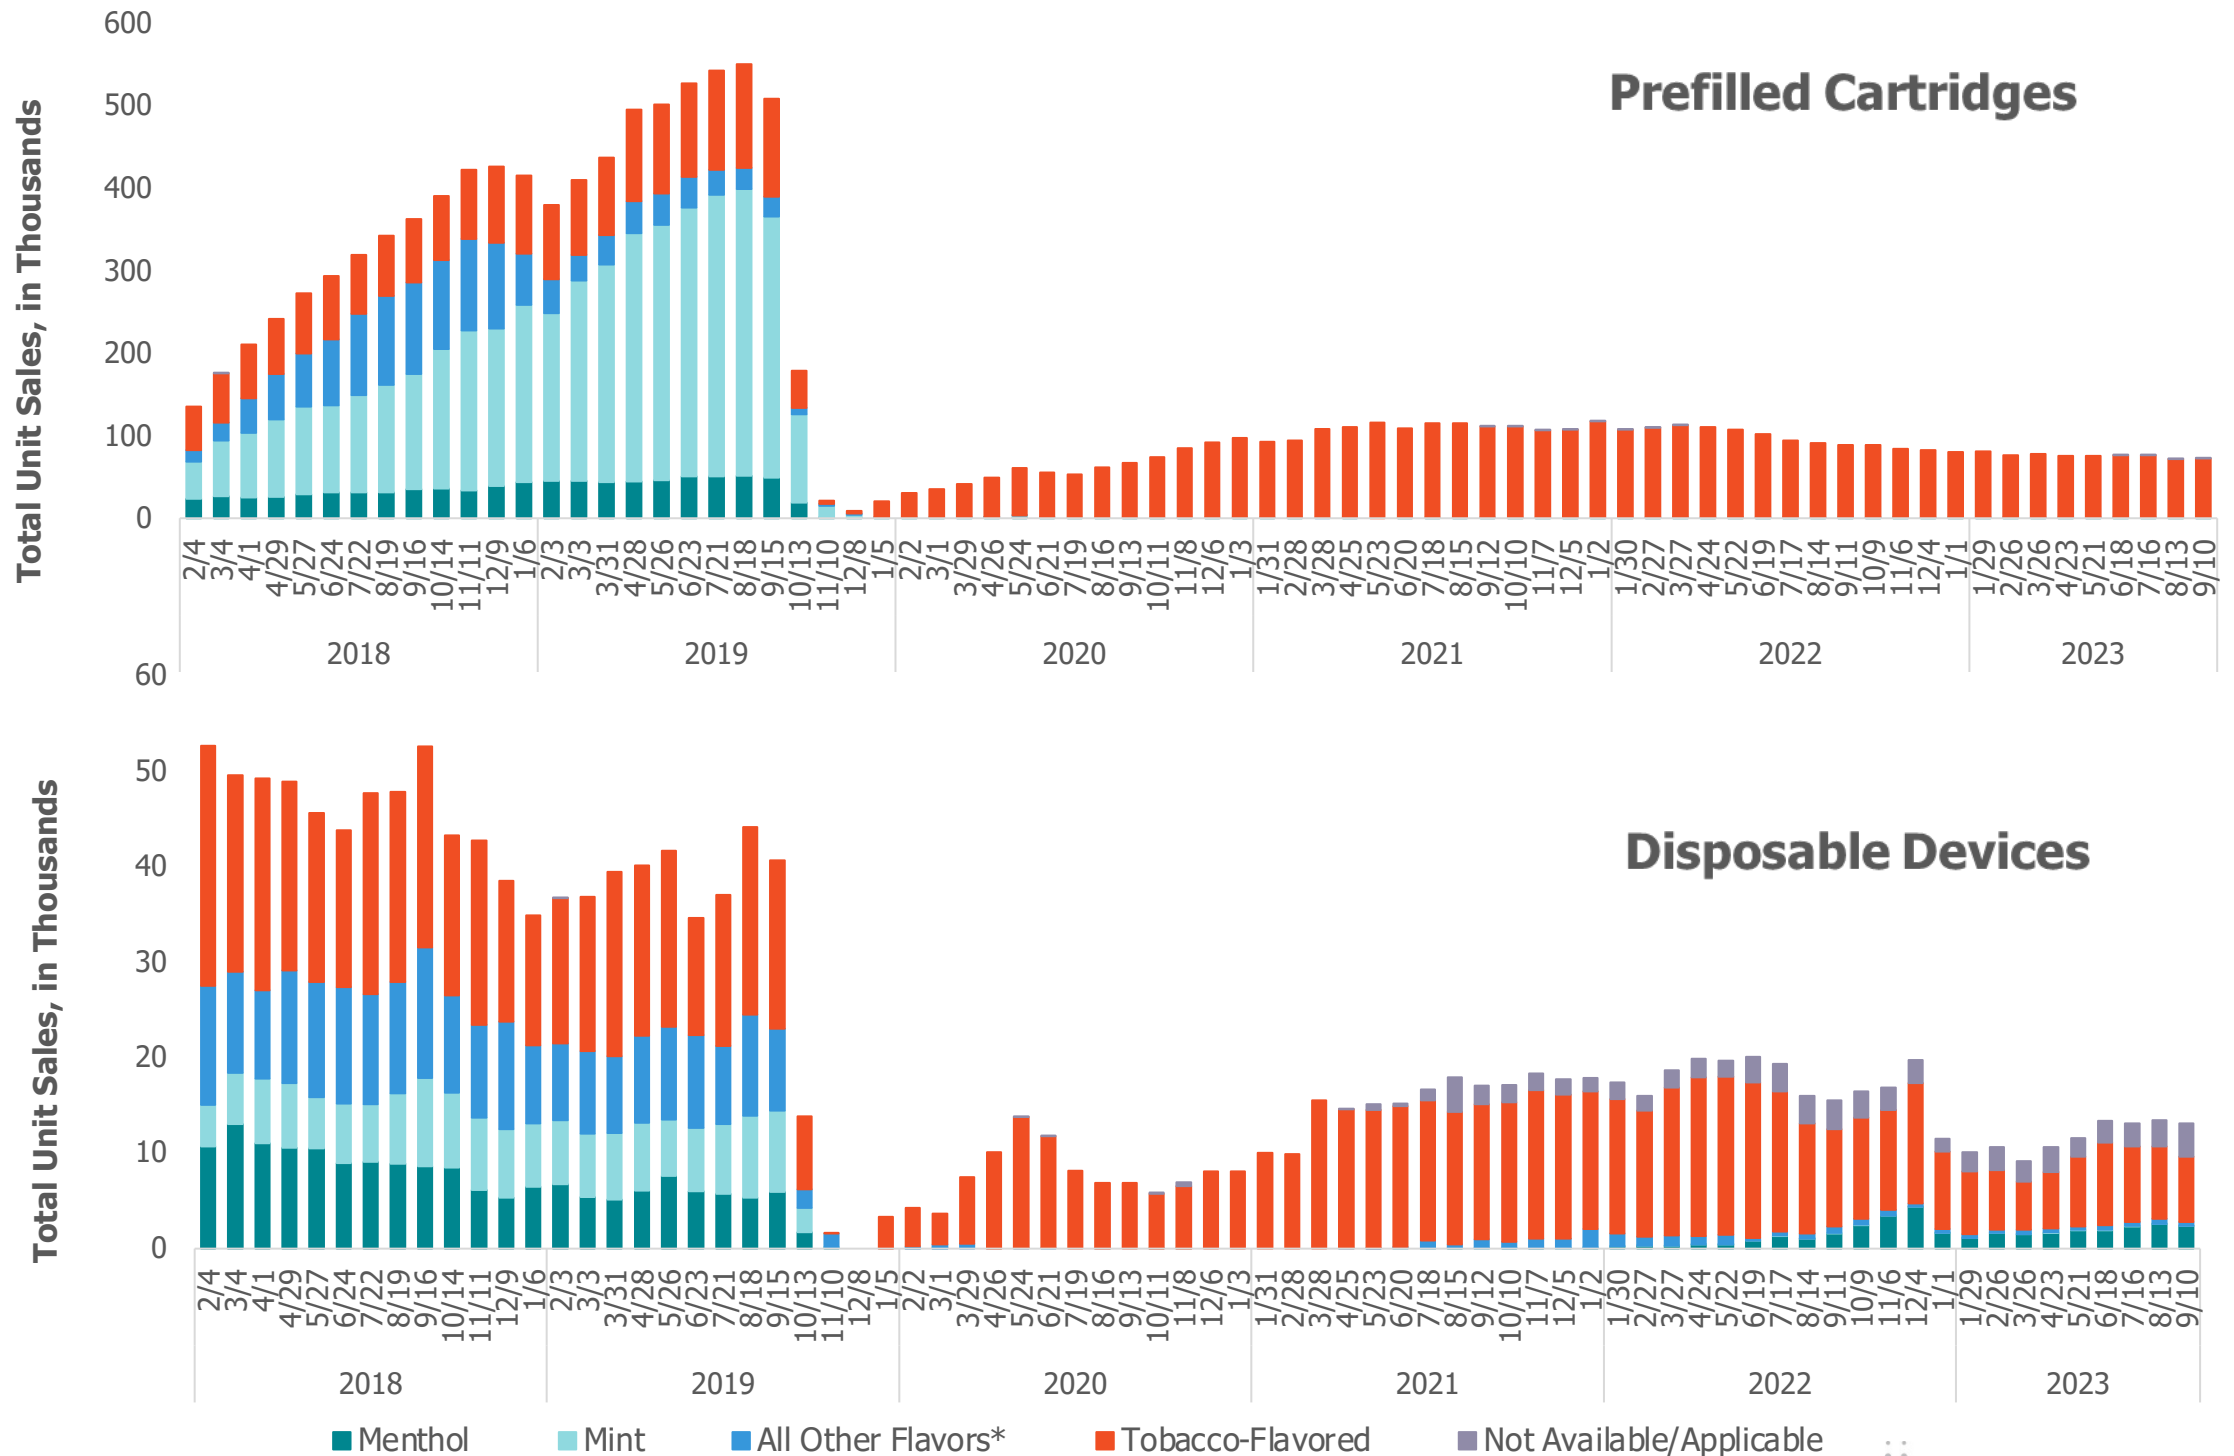 Prefilled Cartridges
Total Unit Sales, in Thousands
600
500
400
300
200
100
0
2/4 3/4 4/1 4/29 5/27 6/24 7/22 8/19 9/16 10/14 11/11 12/9 1/6 2/3 3/3 3/31 4/28 5/26 6/23 7/21 8/18 9/15 10/13 11/10 12/8 1/5 2/2 3/1 3/29 4/26 5/24 6/21 7/19 8/16 9/13 10/11 11/8 12/6 1/3 1/31 2/28 3/28 4/25 5/23 6/20 7/18 8/15 9/12 10/10 11/7 12/5 1/2 1/30 2/27 3/27 4/24 5/22 6/19 7/17 8/14 9/11 10/9 11/6 12/4 1/1 1/29 2/26 3/26 4/23 5/21 6/18 7/16 8/13 9/10
2018 2019 2020 2021 2022 2023
Disposable Devices
Total Unit Sales, in Thousands
60
50
40
30
20
10
0
2/4 3/4 4/1 4/29 5/27 6/24 7/22 8/19 9/16 10/14 11/11 12/9 1/6 2/3 3/3 3/31 4/28 5/26 6/23 7/21 8/18 9/15 10/13 11/10 12/8 1/5 2/2 3/1 3/29 4/26 5/24 6/21 7/19 8/16 9/13 10/11 11/8 12/6 1/3 1/31 2/28 3/28 4/25 5/23 6/20 7/18 8/15 9/12 10/10 11/7 12/5 1/2 1/30 2/27 3/27 4/24 5/22 6/19 7/17 8/14 9/11 10/9 11/6 12/4 1/1 1/29 2/26 3/26 4/23 5/21 6/18 7/16 8/13 9/10
2018 2019 2020 2021 2022 2023
Menthol Mint All Other Flavors* Tobacco-Flavored Not Available/Applicable